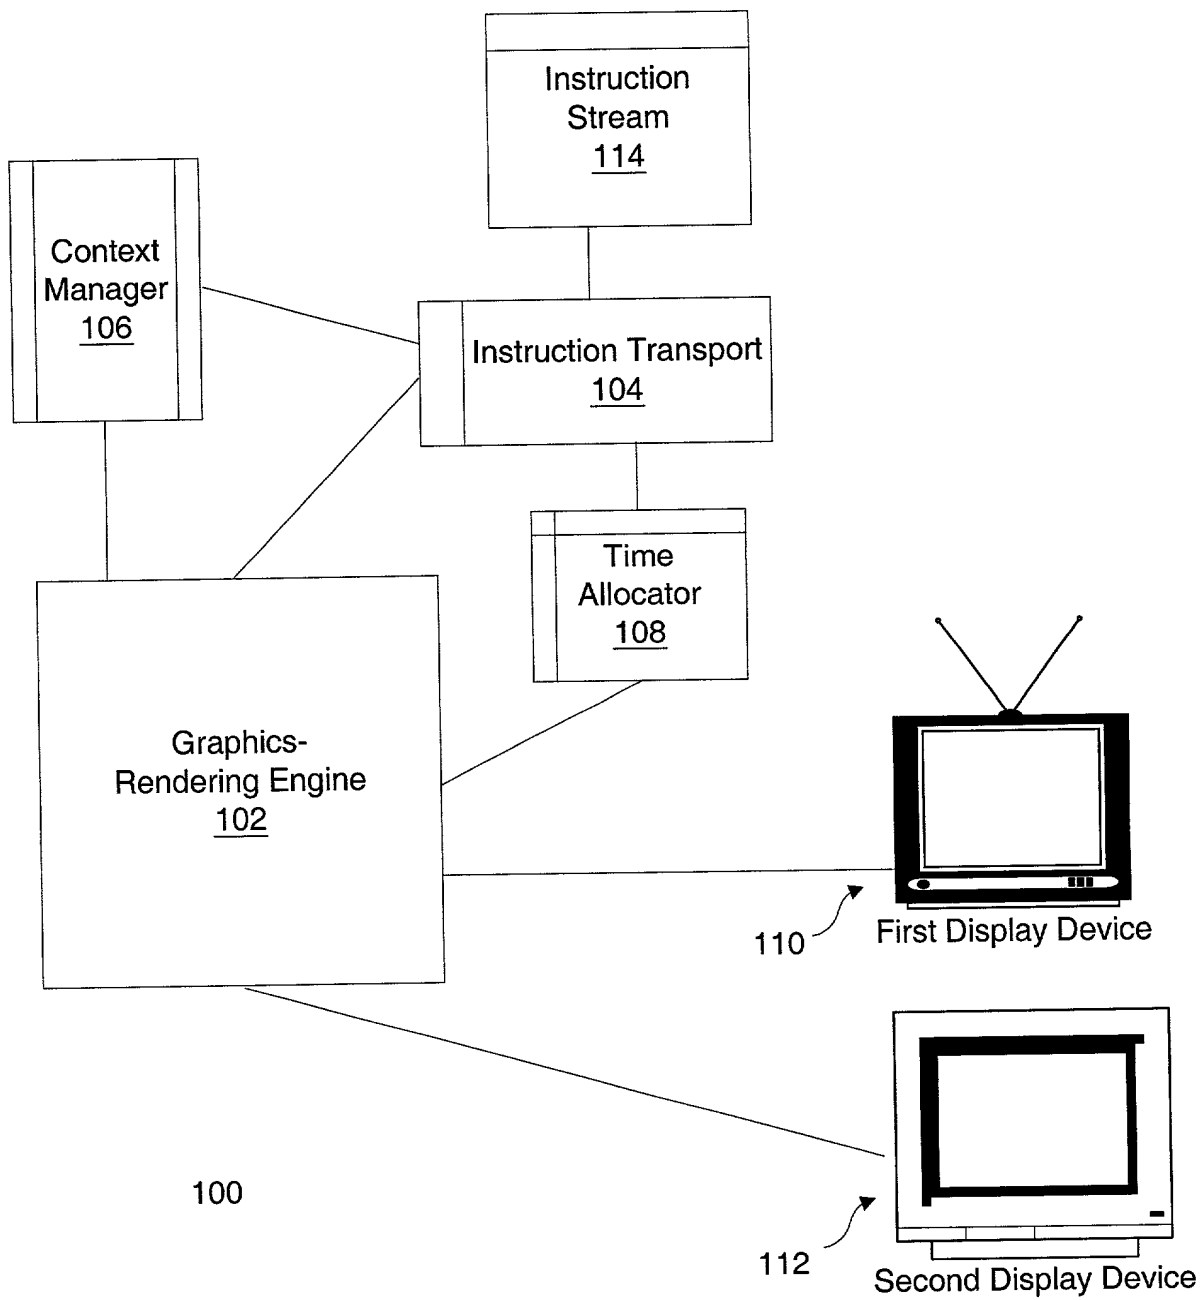 Instruction
Stream
114
Context
Manager
106
Instruction Transport
104
Time
Allocator
108
Graphics-
Rendering Engine
102
110
First Display Device
100
112
Second Display Device